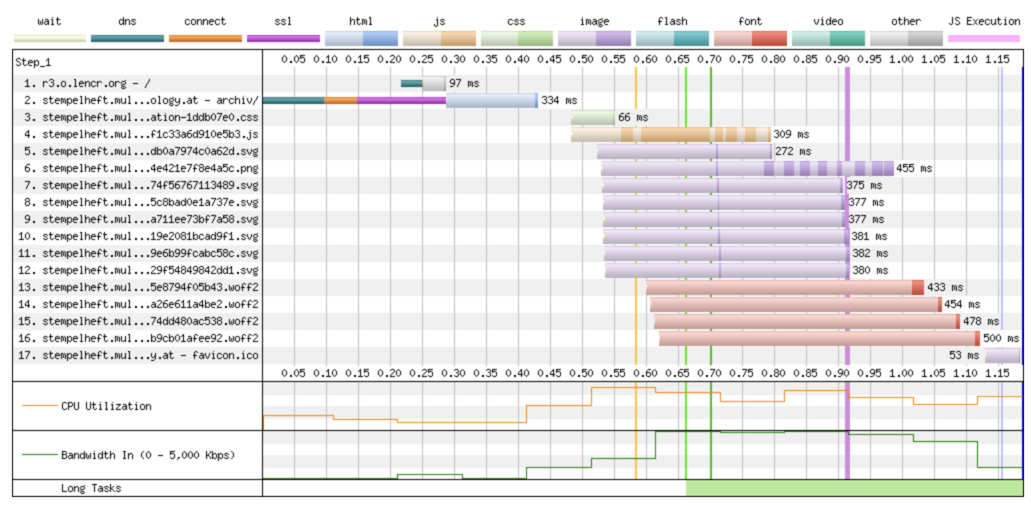 wait dns connect ssl html js css image flash font video other JS Execution
Step_1 0.05 0.10 0.15 0.20 0.25 0.30 0.35 0.40 0.45 0.50 0.55 0.60 0.65 0.70 0.75 0.80 0.85 0.90 0.95 1.00 1.05 1.10 1.15
1. r3.o.lencr.org - / 97 ms
2. stempelheft.mul...ology.at - archiv/ 334 ms
3. stempelheft.mul...ation-1ddb07e0.css 66 ms
4. stempelheft.mul...f1c33a6d910e5b3.js 309 ms
5. stempelheft.mul...db0a7974c0a62d.svg 272 ms
6. stempelheft.mul...4e421e7f8e4a5c.png 455 ms
7. stempelheft.mul...74f56767113489.svg 375 ms
8. stempelheft.mul...5c8bad0e1a737e.svg 377 ms
9. stempelheft.mul...a711ee73bf7a58.svg 377 ms
10. stempelheft.mul...19e2081bcad9f1.svg 381 ms
11. stempelheft.mul...9e6b99fcabc58c.svg 382 ms
12. stempelheft.mul...29f54849842dd1.svg 380 ms
13. stempelheft.mul...5e8794f05b43.woff2 433 ms
14. stempelheft.mul...a26e611a4be2.woff2 454 ms
15. stempelheft.mul...74dd480ac538.woff2 478 ms
16. stempelheft.mul...b9cb01afee92.woff2 500 ms
17. stempelheft.mul...y.at - favicon.ico 53 ms
0.05 0.10 0.15 0.20 0.25 0.30 0.35 0.40 0.45 0.50 0.55 0.60 0.65 0.70 0.75 0.80 0.85 0.90 0.95 1.00 1.05 1.10 1.15
CPU Utilization
Bandwidth In (0 - 5,000 Kbps)
Long Tasks